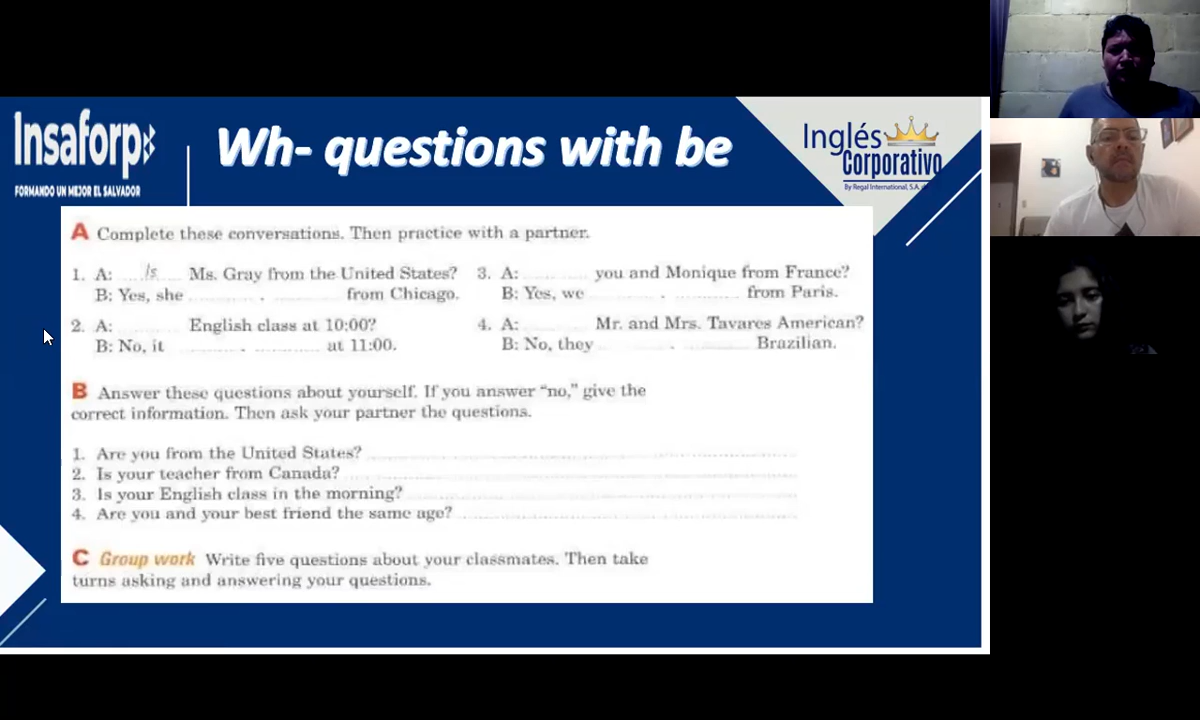 Insaforp
FORMANDO UN MEJOR EL SALVADOR
Wh- questions with be
Inglés
Corporativo
By Regal International, S.A.
A Complete these conversations. Then practice with a partner.
1. A: Is Ms. Gray from the United States?
B: Yes, she ............ . ............ from Chicago.
2. A: ............ English class at 10:00?
B: No, it ............ . ............ at 11:00.
3. A: ............ you and Monique from France?
B: Yes, we ............ . ............ from Paris.
4. A: ............ Mr. and Mrs. Tavares American?
B: No, they ............ . ............ Brazilian.
B Answer these questions about yourself. If you answer "no," give the
correct information. Then ask your partner the questions.
1. Are you from the United States?
2. Is your teacher from Canada?
3. Is your English class in the morning?
4. Are you and your best friend the same age?
C Group work Write five questions about your classmates. Then take
turns asking and answering your questions.